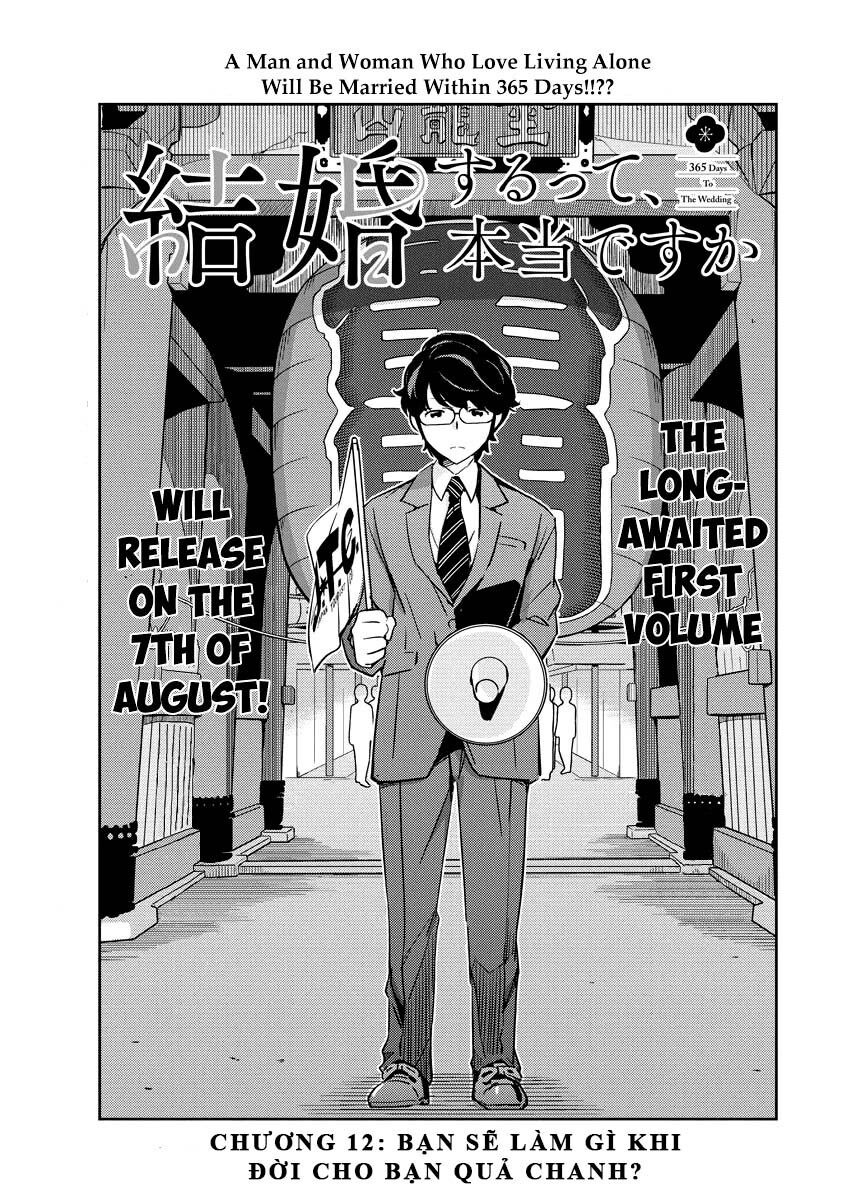 A Man and Woman Who Love Living Alone
Will Be Married Within 365 Days!!??
結婚するって、
本当ですか
365 Days
To
The Wedding
THE
LONG-
AWAITED
FIRST
VOLUME
WILL
RELEASE
ON THE
7TH OF
AUGUST!
J.T.C.
CHƯƠNG 12: BẠN SẼ LÀM GÌ KHI
ĐỜI CHO BẠN QUẢ CHANH?